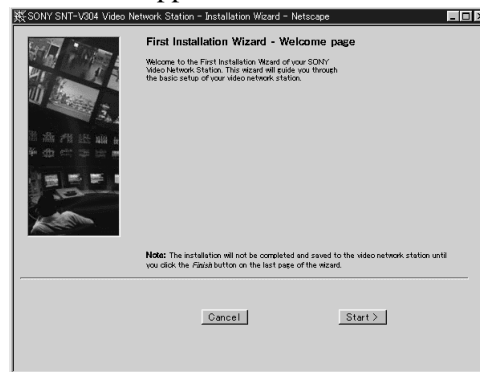 SONY SNT-V304 Video Network Station - Installation Wizard - Netscape
First Installation Wizard - Welcome page
Welcome to the First Installation Wizard of your SONY
Video Network Station. This wizard will guide you through
the basic setup of your video network station.
Note: The installation will not be completed and saved to the video network station until
you click the Finish button on the last page of the wizard.
Cancel
Start >